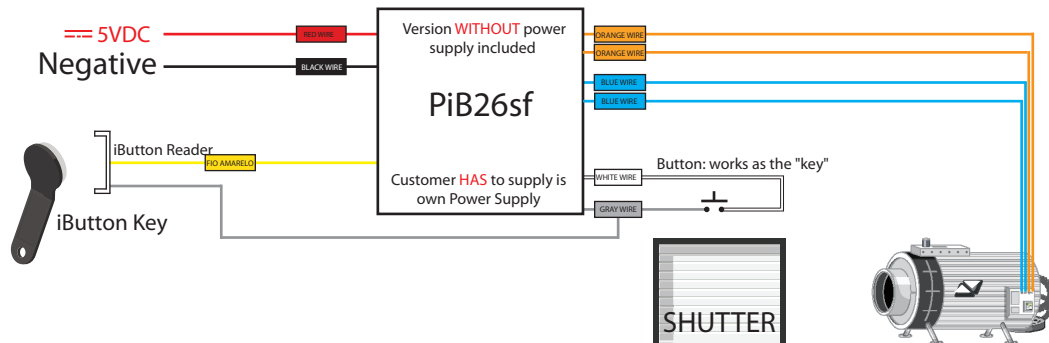 5VDC
Negative
RED WIRE
BLACK WIRE
Version WITHOUT power
supply included
PiB26sf
Customer HAS to supply is
own Power Supply
ORANGE WIRE
ORANGE WIRE
BLUE WIRE
BLUE WIRE
iButton Reader
FIO AMARELO
iButton Key
WHITE WIRE
GRAY WIRE
Button: works as the "key"
SHUTTER